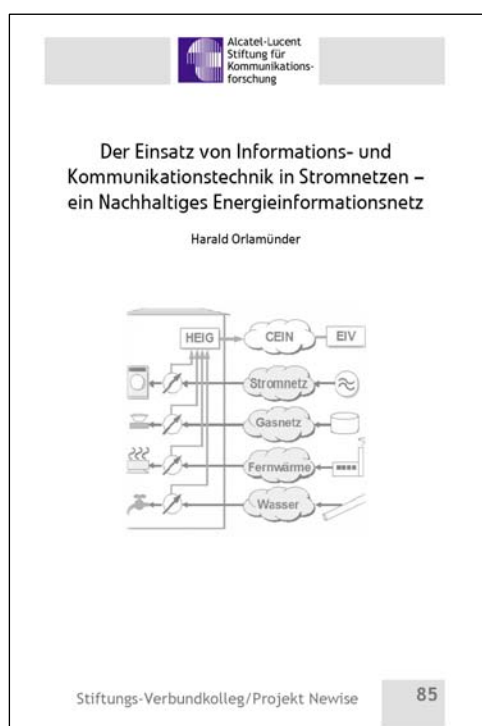 Alcatel-Lucent
Stiftung für
Kommunikations-
forschung
Der Einsatz von Informations- und
Kommunikationstechnik in Stromnetzen –
ein Nachhaltiges Energieinformationsnetz
Harald Orlamünder
HEIG CEIN EIV
Stromnetz
Gasnetz
Fernwärme
Wasser
Stiftungs-Verbundkolleg/Projekt Newise 85